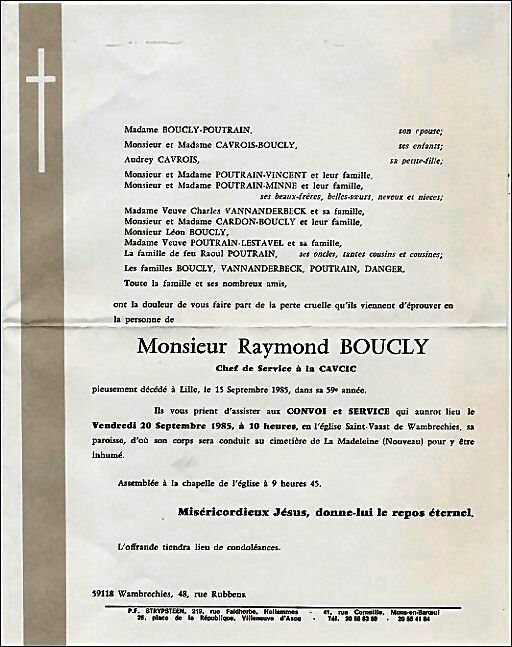 Madame BOUCLY-POUTRAIN, son épouse;
Monsieur et Madame CAVROIS-BOUCLY, ses enfants;
Audrey CAVROIS, sa petite-fille;
Monsieur et Madame POUTRAIN-VINCENT et leur famille,
Monsieur et Madame POUTRAIN-MINNE et leur famille,
ses beaux-frères, belles-sœurs, neveux et nieces;
Madame Veuve Charles VANNANDERBECK et sa famille,
Monsieur et Madame CARDON-BOUCLY et leur famille,
Monsieur Léon BOUCLY,
Madame Veuve POUTRAIN-LESTAVEL et sa famille,
La famille de feu Raoul POUTRAIN, ses oncles, tantes cousins et cousines;
Les familles BOUCLY, VANNANDERBECK, POUTRAIN, DANGER,
Toute la famille et ses nombreux amis,
ont la douleur de vous faire part de la perte cruelle qu'ils viennent d'éprouver en
la personne de
Monsieur Raymond BOUCLY
Chef de Service à la CAVCIC
pieusement décédé à Lille, le 15 Septembre 1985, dans sa 59e année.
Ils vous prient d'assister aux CONVOI et SERVICE qui aunrot lieu le
Vendredi 20 Septembre 1985, à 10 heures, en l'église Saint-Vaast de Wambrechies, sa
paroisse, d'où son corps sera conduit au cimetière de La Madeleine (Nouveau) pour y être
inhumé.
Assemblée à la chapelle de l'église à 9 heures 45.
Miséricordieux Jésus, donne-lui le repos éternel.
L'offrande tiendra lieu de condoléances.
59118 Wambrechies, 48, rue Rubbens
P.F. STRYPSTEEN, 219, rue Faidherbe, Hellemmes - 41, rue Corneille, Mons-en-Barœul
25, place de la République, Villeneuve d'Ascq - Tél. 20 56 83 59 - 20 56 41 84